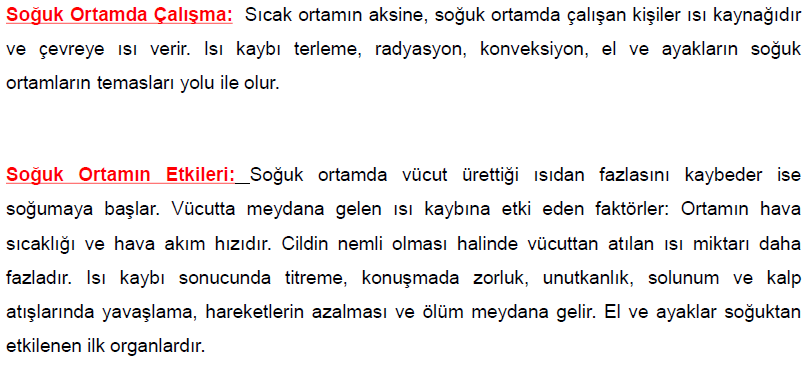 Soğuk Ortamda Çalışma: Sıcak ortamın aksine, soğuk ortamda çalışan kişiler ısı kaynağıdır
ve çevreye ısı verir. Isı kaybı terleme, radyasyon, konveksiyon, el ve ayakların soğuk
ortamların temasları yolu ile olur.
Soğuk Ortamın Etkileri: Soğuk ortamda vücut ürettiği ısıdan fazlasını kaybeder ise
soğumaya başlar. Vücutta meydana gelen ısı kaybına etki eden faktörler: Ortamın hava
sıcaklığı ve hava akım hızıdır. Cildin nemli olması halinde vücuttan atılan ısı miktarı daha
fazladır. Isı kaybı sonucunda titreme, konuşmada zorluk, unutkanlık, solunum ve kalp
atışlarında yavaşlama, hareketlerin azalması ve ölüm meydana gelir. El ve ayaklar soğuktan
etkilenen ilk organlardır.